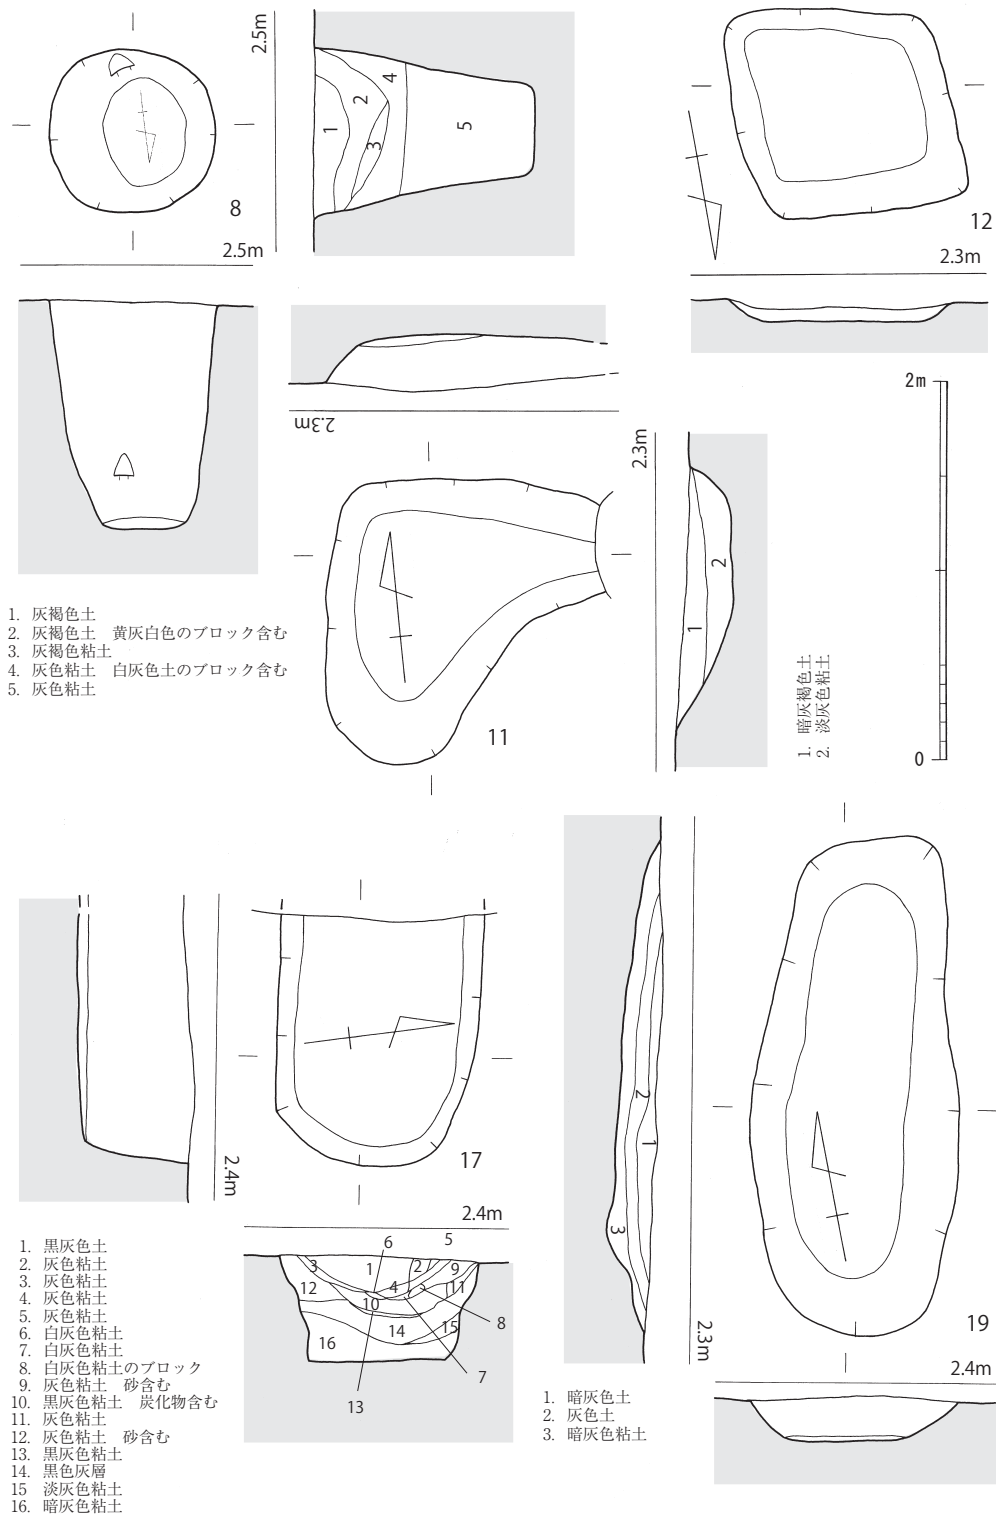 2.5m
1
2
3
4
5
8
2.5m
12
2.3m
2.3m
2m
2.3m
1
2
0
1. 灰褐色土
2. 灰褐色土　黄灰白色のブロック含む
3. 灰褐色粘土
4. 灰色粘土　白灰色土のブロック含む
5. 灰色粘土
11
1. 暗灰褐色土
2. 淡灰色粘土
2.4m
17
2.4m
1. 黒灰色土
2. 灰色粘土
3. 灰色粘土
4. 灰色粘土
5. 灰色粘土
6. 白灰色粘土
7. 白灰色粘土
8. 白灰色粘土のブロック
9. 灰色粘土　砂含む
10. 黒灰色粘土　炭化物含む
11. 灰色粘土
12. 灰色粘土　砂含む
13. 黒灰色粘土
14. 黒色灰層
15 淡灰色粘土
16. 暗灰色粘土
6
5
3
1
2
9
12
4
11
10
8
16
14
15
7
13
2
1
3
2.3m
19
2.4m
1. 暗灰色土
2. 灰色土
3. 暗灰色粘土